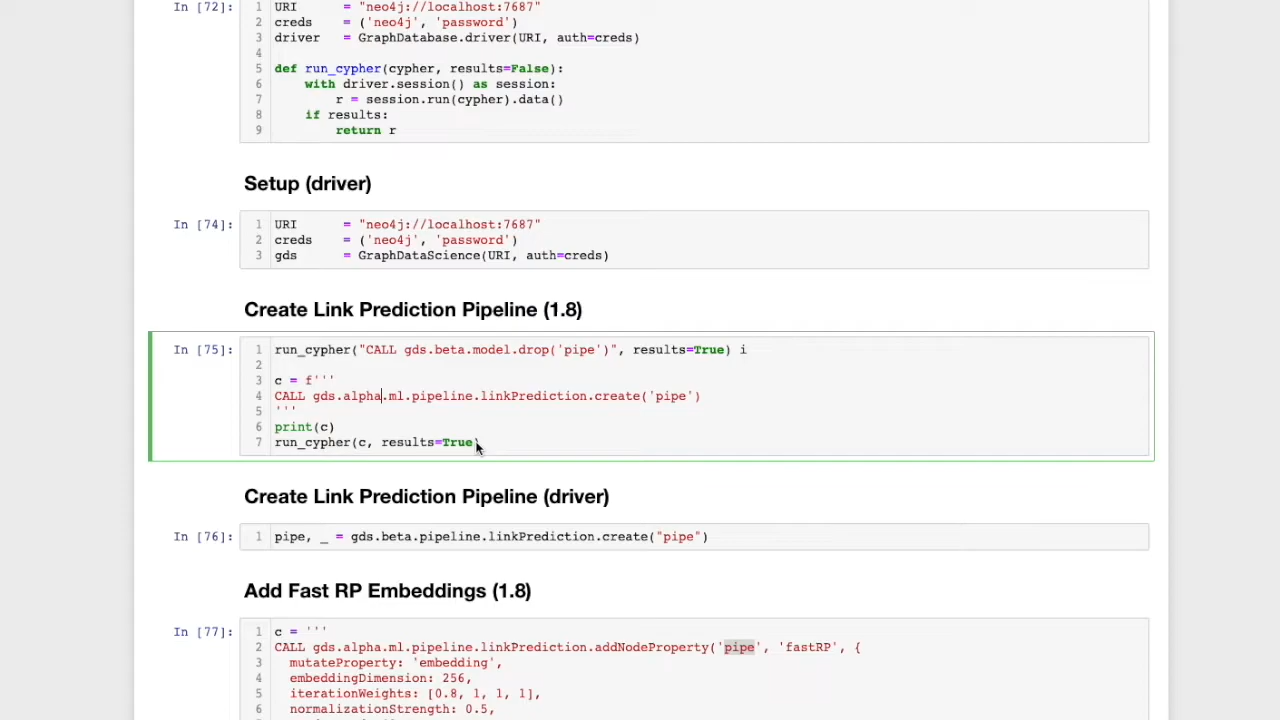 In [72]:
1 URI      = "neo4j://localhost:7687"
2 creds    = ('neo4j', 'password')
3 driver   = GraphDatabase.driver(URI, auth=creds)
4
5 def run_cypher(cypher, results=False):
6     with driver.session() as session:
7         r = session.run(cypher).data()
8     if results:
9         return r
Setup (driver)
In [74]:
1 URI      = "neo4j://localhost:7687"
2 creds    = ('neo4j', 'password')
3 gds      = GraphDataScience(URI, auth=creds)
Create Link Prediction Pipeline (1.8)
In [75]:
1 run_cypher("CALL gds.beta.model.drop('pipe')", results=True) i
2
3 c = f'''
4 CALL gds.alpha.ml.pipeline.linkPrediction.create('pipe')
5 '''
6 print(c)
7 run_cypher(c, results=True)
Create Link Prediction Pipeline (driver)
In [76]:
1 pipe, _ = gds.beta.pipeline.linkPrediction.create("pipe")
Add Fast RP Embeddings (1.8)
In [77]:
1 c = '''
2 CALL gds.alpha.ml.pipeline.linkPrediction.addNodeProperty('pipe', 'fastRP', {
3   mutateProperty: 'embedding',
4   embeddingDimension: 256,
5   iterationWeights: [0.8, 1, 1, 1],
6   normalizationStrength: 0.5,